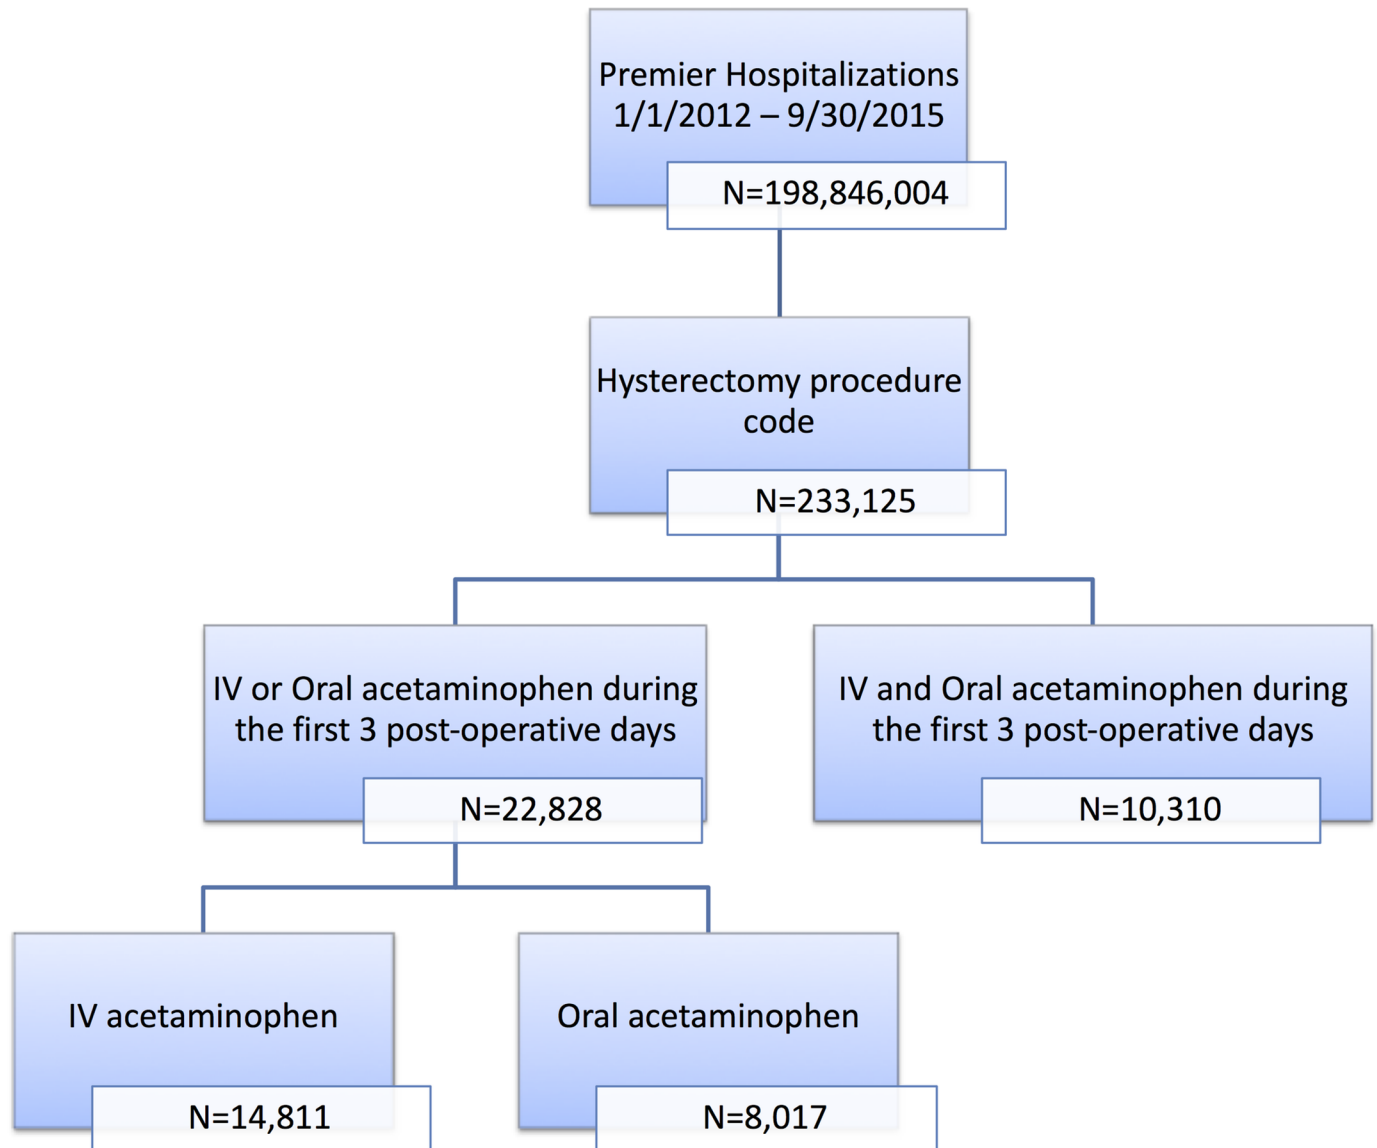 Premier Hospitalizations
1/1/2012 – 9/30/2015
N=198,846,004
Hysterectomy procedure
code
N=233,125
IV or Oral acetaminophen during
the first 3 post-operative days
N=22,828
IV and Oral acetaminophen during
the first 3 post-operative days
N=10,310
IV acetaminophen
N=14,811
Oral acetaminophen
N=8,017